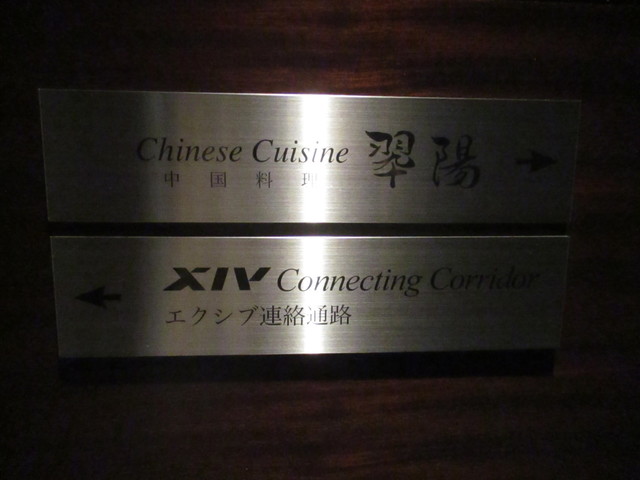 Chinese Cuisine 翠陽
中国料理
XIV Connecting Corridor
エクシブ連絡通路